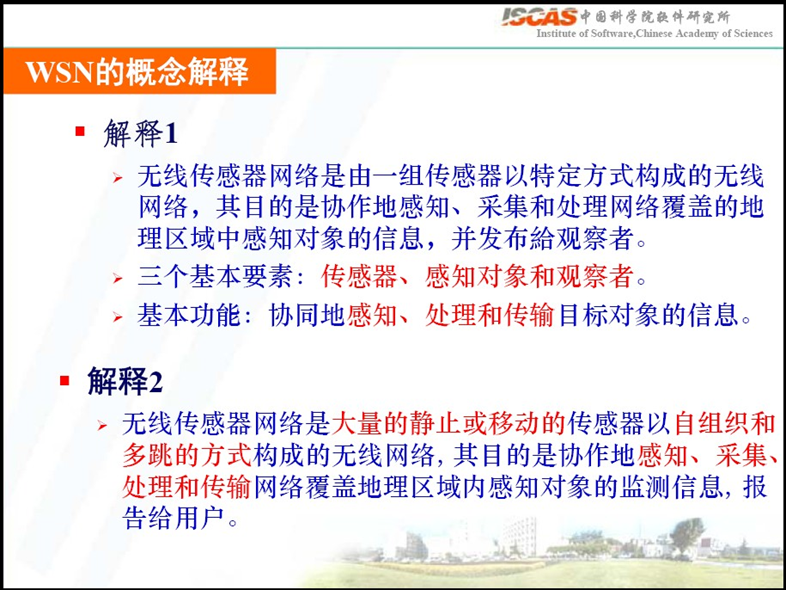 ISCAS 中国科学院软件研究所
Institute of Software,Chinese Academy of Sciences
WSN的概念解释
解释1
无线传感器网络是由一组传感器以特定方式构成的无线
网络，其目的是协作地感知、采集和处理网络覆盖的地
理区域中感知对象的信息，并发布給观察者。
三个基本要素：传感器、感知对象和观察者。
基本功能：协同地感知、处理和传输目标对象的信息。
解释2
无线传感器网络是大量的静止或移动的传感器以自组织和
多跳的方式构成的无线网络, 其目的是协作地感知、采集、
处理和传输网络覆盖地理区域内感知对象的监测信息, 报
告给用户。